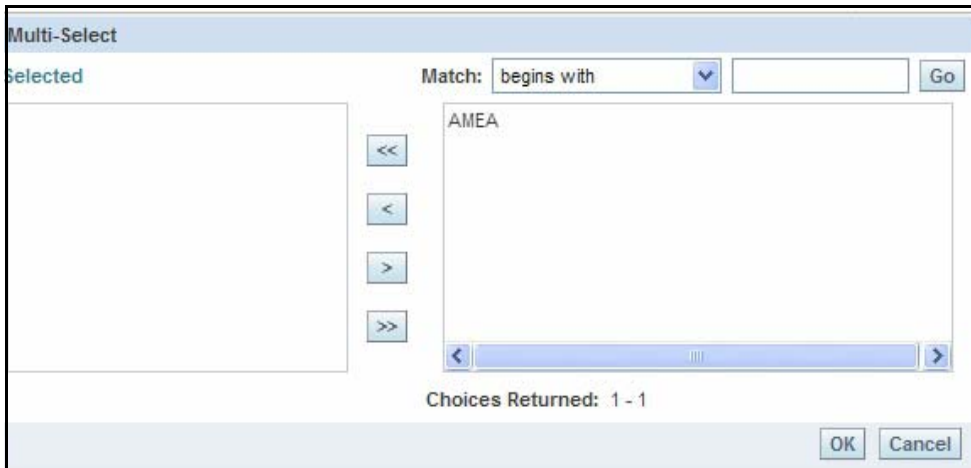 Multi-Select
Selected
Match: begins with Go
AMEA
<<
<
>
>>
Choices Returned: 1 - 1
OK Cancel